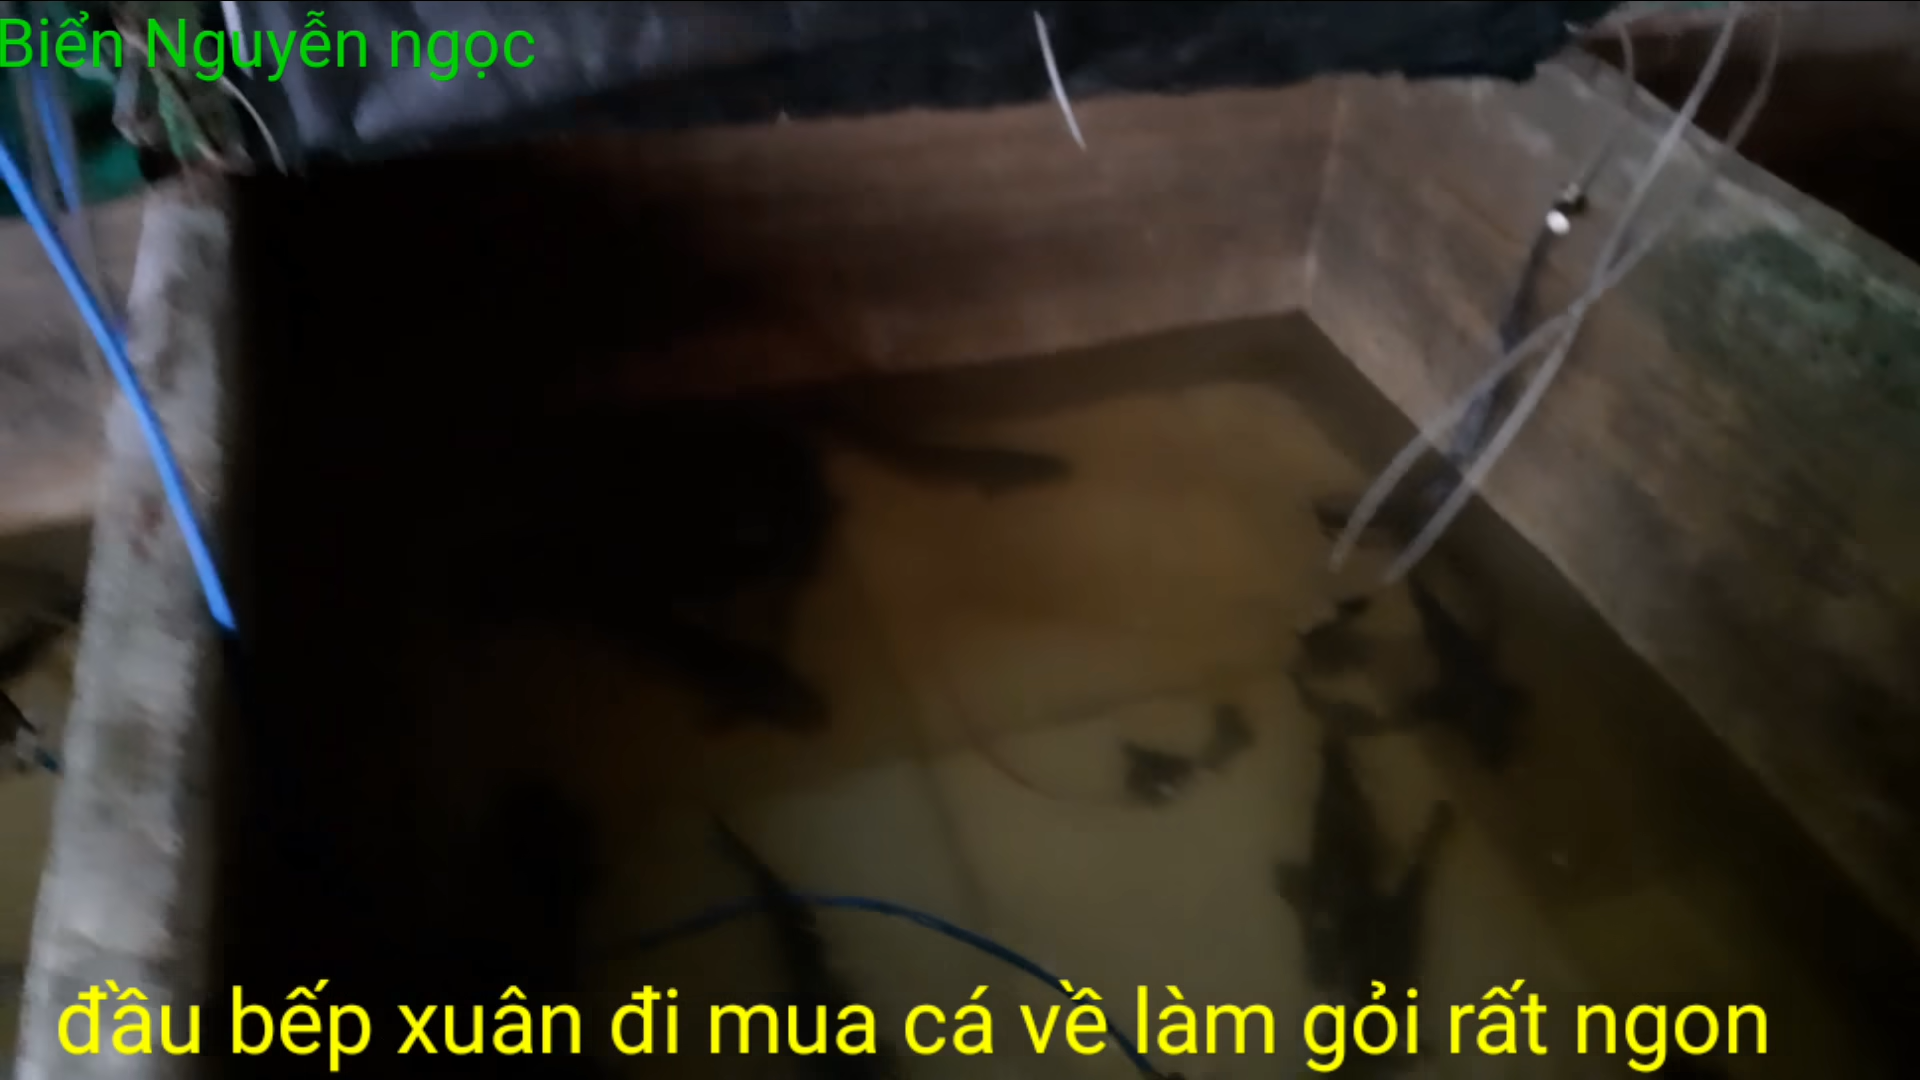 Biển Nguyễn ngọc
đầu bếp xuân đi mua cá về làm gỏi rất ngon